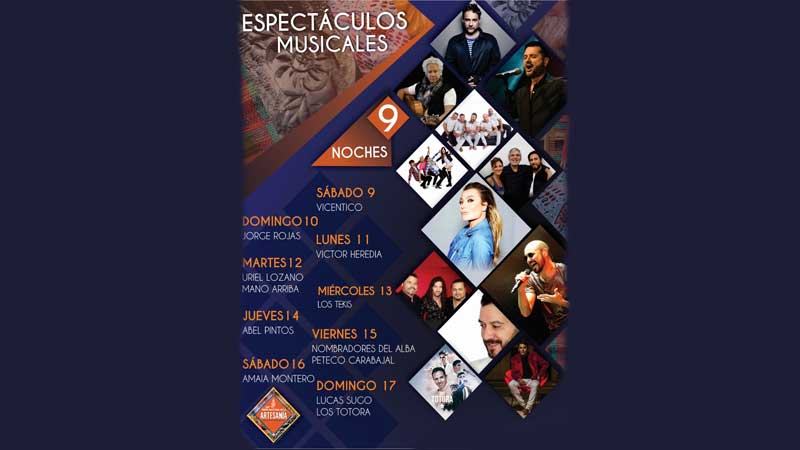 ESPECTÁCULOS
MUSICALES
9
NOCHES
SÁBADO 9
VICENTICO
DOMINGO 10
JORGE ROJAS
LUNES 11
VICTOR HEREDIA
MARTES 12
URIEL LOZANO
MANO ARRIBA
MIÉRCOLES 13
LOS TEKIS
JUEVES 14
ABEL PINTOS
VIERNES 15
NOMBRADORES DEL ALBA
PETECO CARABAJAL
SÁBADO 16
AMAIA MONTERO
DOMINGO 17
LUCAS SUGO
LOS TOTORA
TOTORA
ARTESANÍA